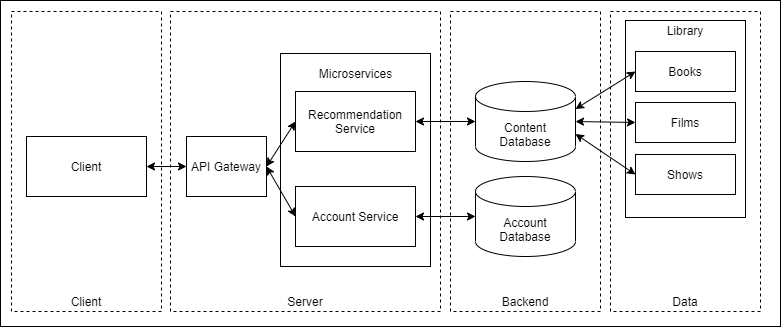 Library
Microservices
Books
Recommendation
Service
Content
Database
Films
Client
API Gateway
Shows
Account Service
Account
Database
Client
Server
Backend
Data